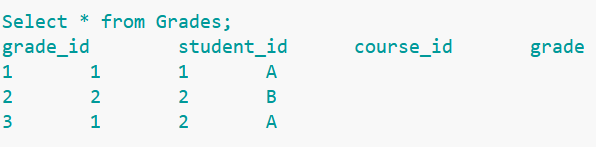 Select * from Grades;
grade_id student_id course_id grade
1 1 1 A
2 2 2 B
3 1 2 A